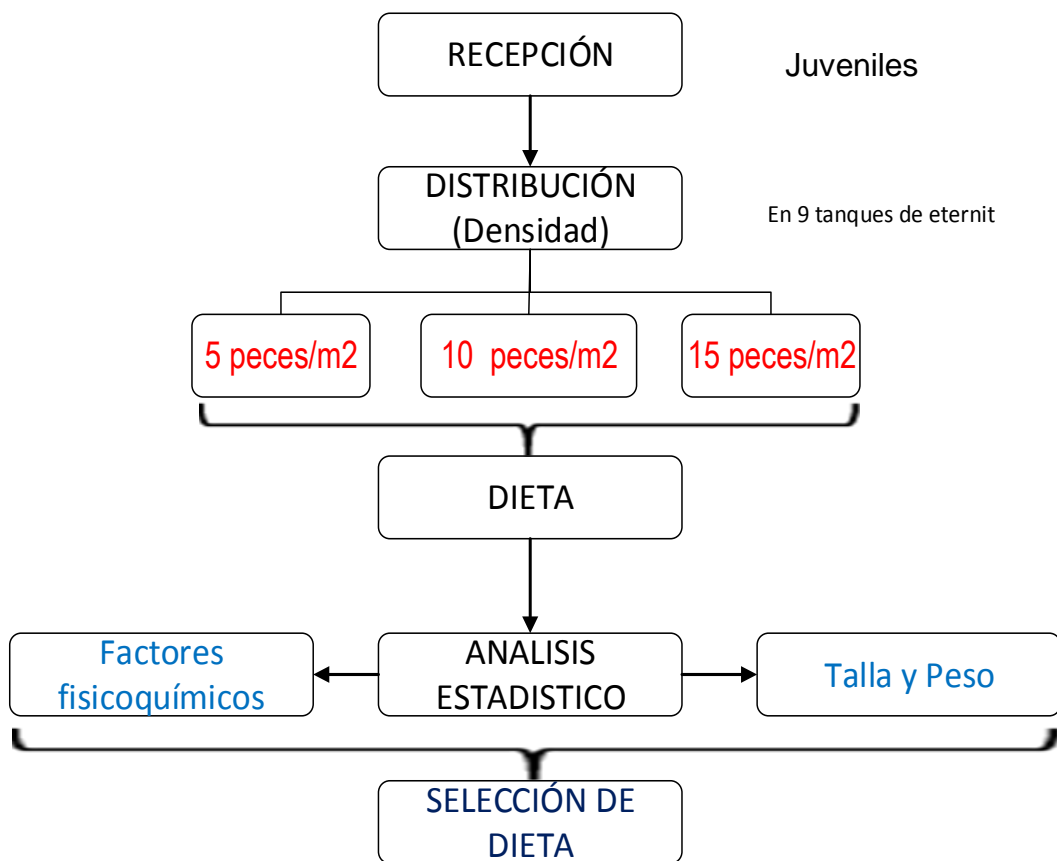 RECEPCIÓN
Juveniles
DISTRIBUCIÓN
(Densidad)
En 9 tanques de eternit
5 peces/m2
10 peces/m2
15 peces/m2
DIETA
Factores
fisicoquímicos
ANALISIS
ESTADISTICO
Talla y Peso
SELECCIÓN DE
DIETA